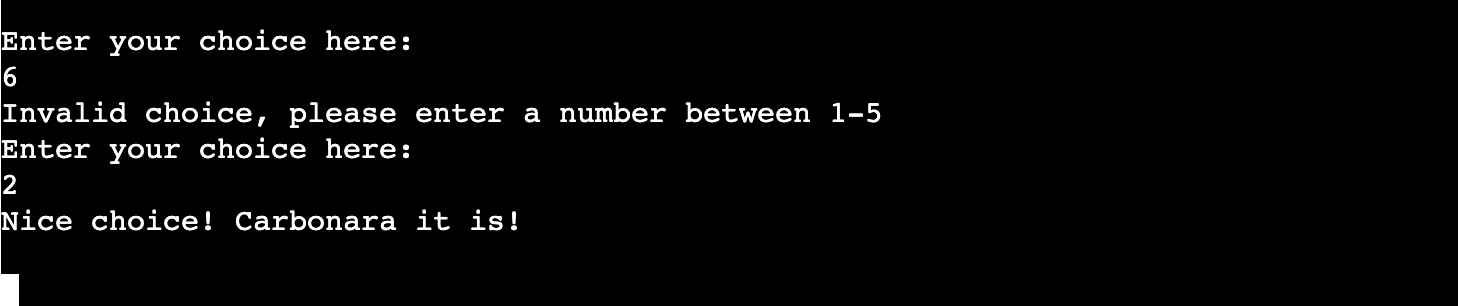 Enter your choice here:
6
Invalid choice, please enter a number between 1-5
Enter your choice here:
2
Nice choice! Carbonara it is!